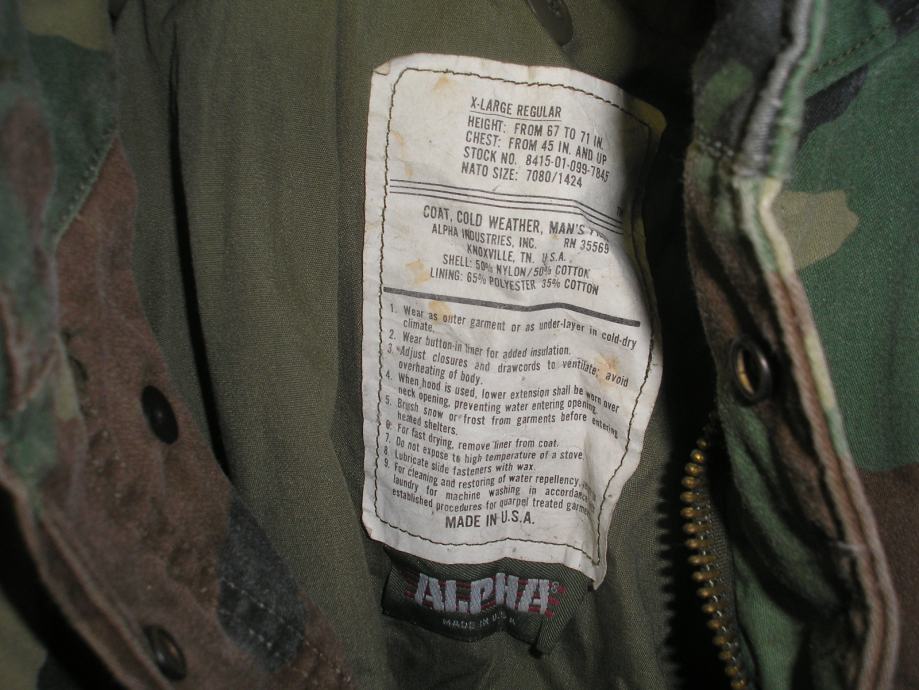 X-LARGE REGULAR
HEIGHT: FROM 67 TO 71 IN.
CHEST: FROM 45 IN. AND UP
STOCK NO. 8415-01-099-7845
NATO SIZE: 7080/1424
COAT, COLD WEATHER, MAN'S
ALPHA INDUSTRIES, INC. RN 35569
KNOXVILLE, TN. U.S.A.
SHELL: 50% NYLON/50% COTTON
LINING: 65% POLYESTER 35% COTTON
1. Wear as outer garment or as under-layer in cold-dry
climate.
2. Wear button-in liner for added insulation.
3. Adjust closures and drawcords to ventilate; avoid
overheating of body.
4. When hood is used, lower extension shall be worn over
neck opening, preventing water entering opening.
5. Brush snow or frost from garments before entering
heated shelters.
6. For fast drying, remove liner from coat.
7. Do not expose to high temperature of a stove.
8. Lubricate slide fasteners with wax.
9. For cleaning and restoring of water repellency,
laundry for machine washing in accordance
established procedures for quarpel treated
MADE IN U.S.A.
ALPHA®
MADE IN U.S.A.